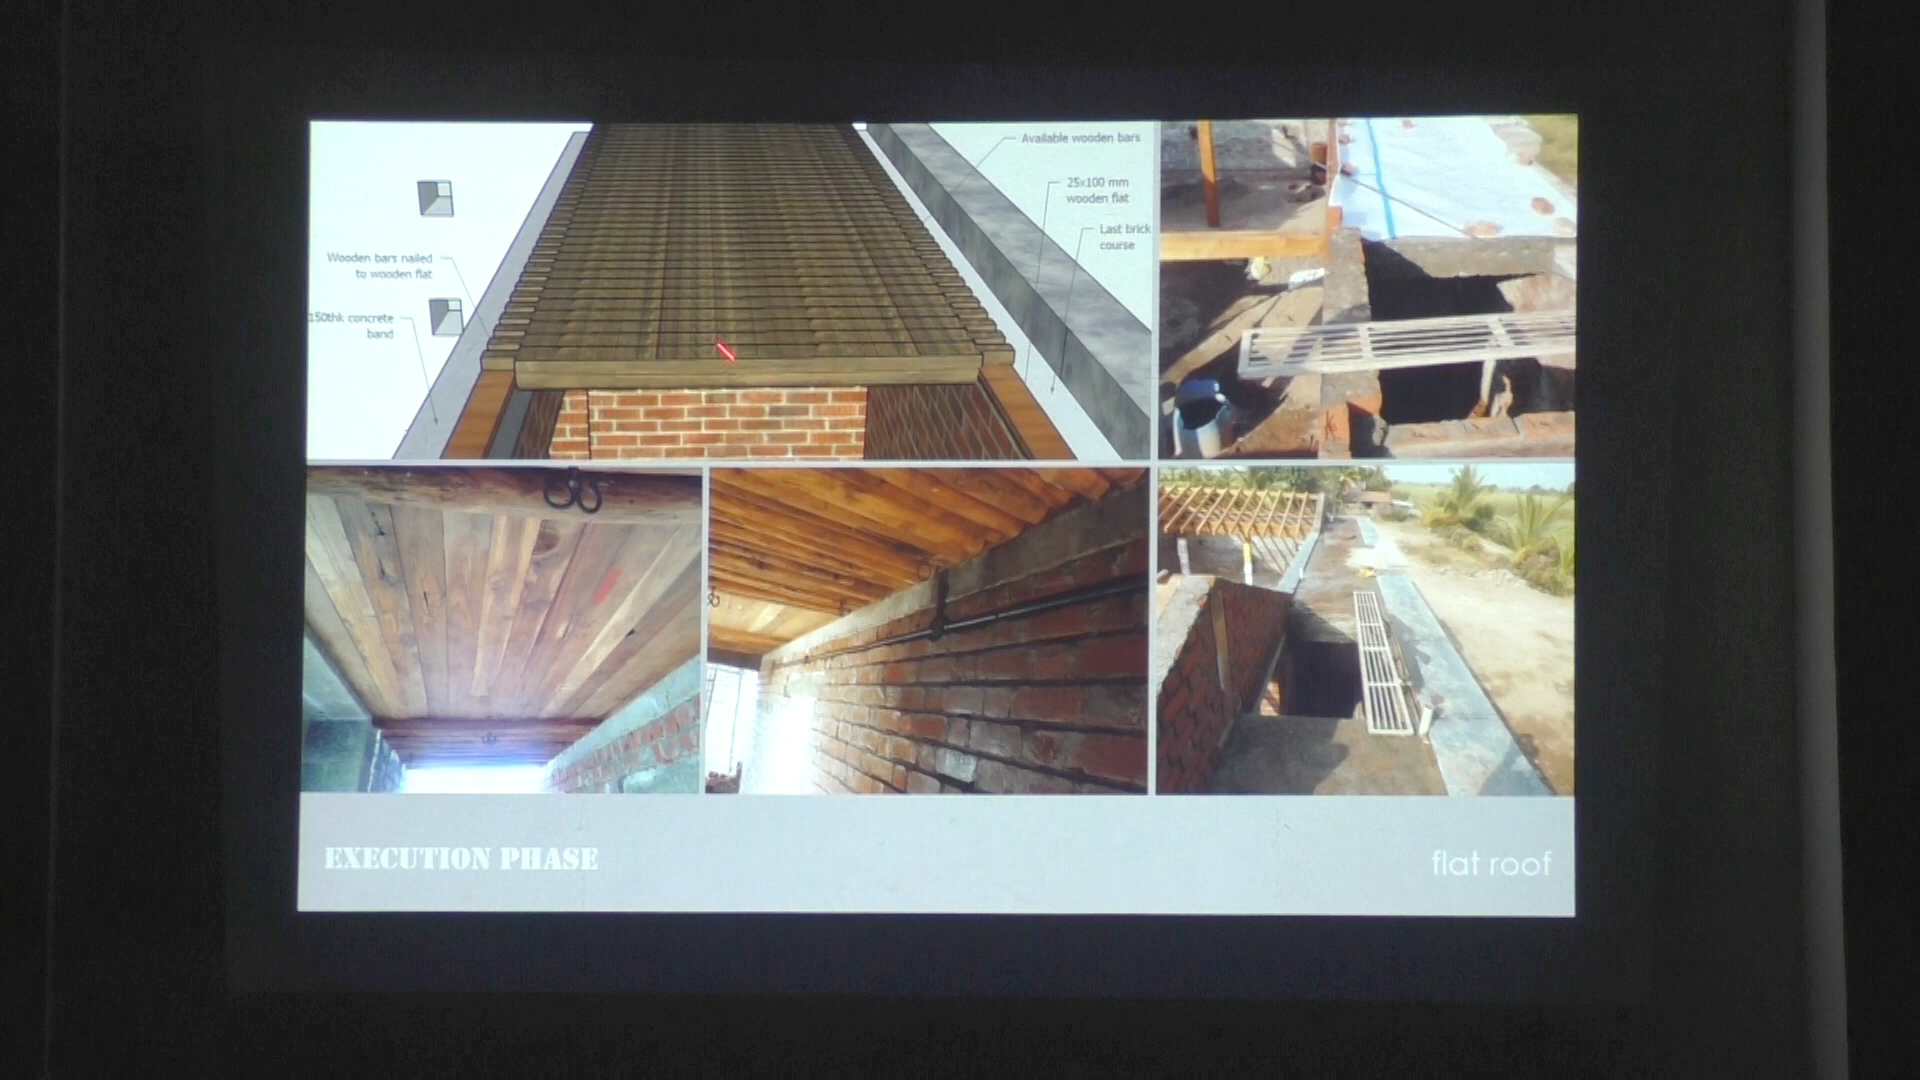 Available wooden bars
25x100 mm
wooden flat
Last brick
course
Wooden bars nailed
to wooden flat
150thk concrete
band
EXECUTION PHASE
flat roof